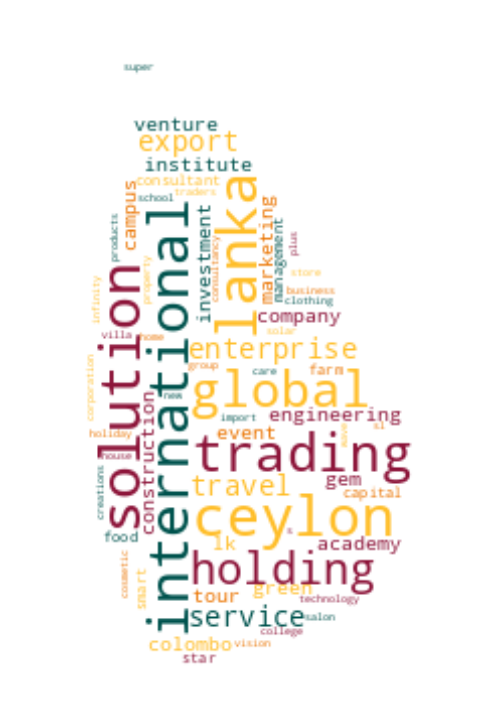 super
venture
export
institute
consultant
traders
school
campus
products
international
investment
consultancy
lanka
marketing
management
plus
store
business
clothing
company
solar
infinity
property
solution
villa
home
enterprise
group
care
farm
corporation
new
global
import
engineering
holiday
event
wave
sl
house
construction
trading
creations
travel
gem
capital
ceylon
s
food
lk
academy
holding
cosmetic
smart
tour
green
technology
service
salon
college
colombo
vision
star